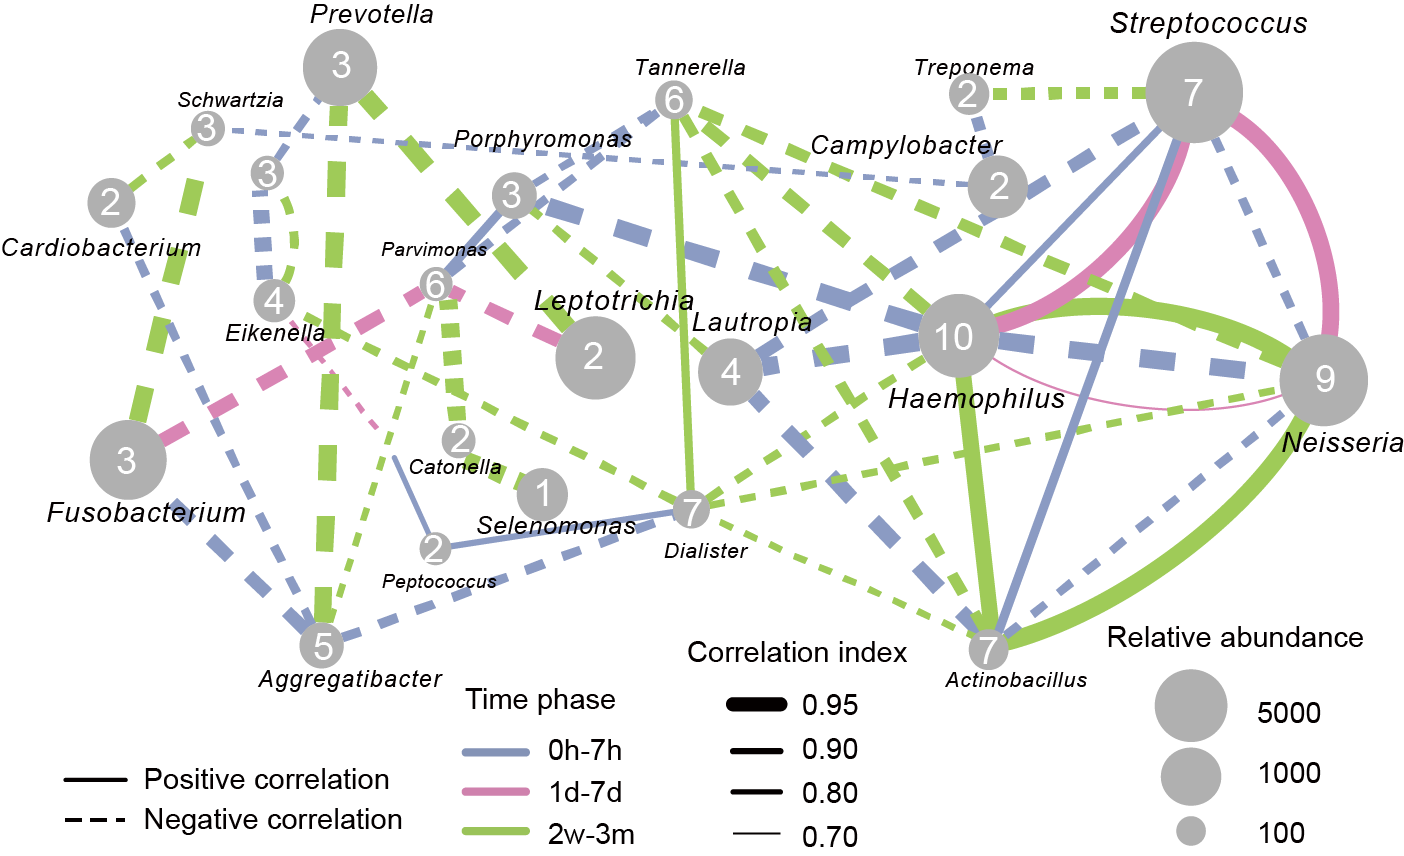 Prevotella
Streptococcus
3
Tannerella
Treponema
Schwartzia
6
2
7
3
Porphyromonas
Campylobacter
3
2
3
2
Cardiobacterium
Parvimonas
6
4
Leptotrichia
Eikenella
Lautropia
10
2
4
9
Haemophilus
2
Neisseria
3
Catonella
1
Fusobacterium
7
Selenomonas
2
Dialister
Peptococcus
5
7
Aggregatibacter
Actinobacillus
Relative abundance
5000
1000
100
Correlation index
0.95
0.90
0.80
0.70
Time phase
0h-7h
1d-7d
2w-3m
Positive correlation
Negative correlation